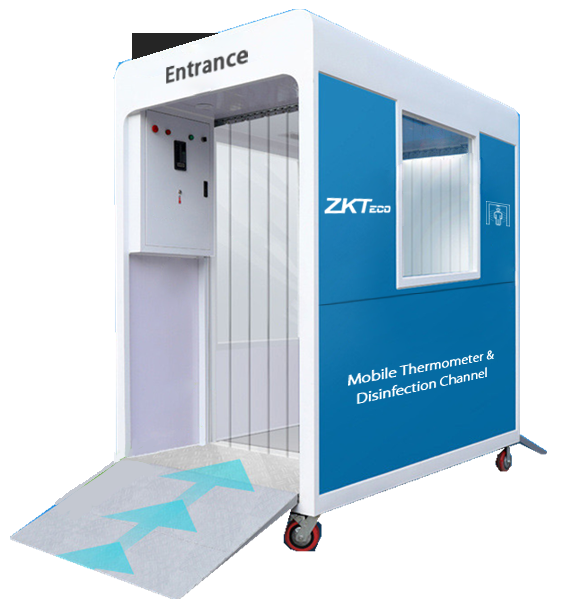 Entrance
ZKTECO
Mobile Thermometer &
Disinfection Channel